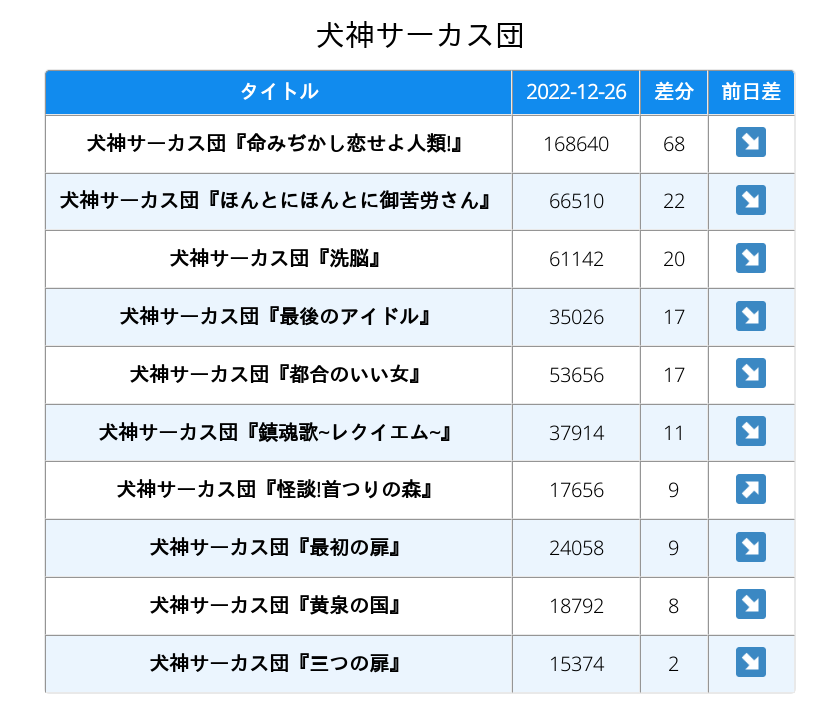 犬神サーカス団
タイトル 2022-12-26 差分 前日差
犬神サーカス団『命みぢかし恋せよ人類!』 168640 68 ↘
犬神サーカス団『ほんとにほんとに御苦労さん』 66510 22 ↘
犬神サーカス団『洗脳』 61142 20 ↘
犬神サーカス団『最後のアイドル』 35026 17 ↘
犬神サーカス団『都合のいい女』 53656 17 ↘
犬神サーカス団『鎮魂歌~レクイエム~』 37914 11 ↘
犬神サーカス団『怪談!首つりの森』 17656 9 ↗
犬神サーカス団『最初の扉』 24058 9 ↘
犬神サーカス団『黄泉の国』 18792 8 ↘
犬神サーカス団『三つの扉』 15374 2 ↘